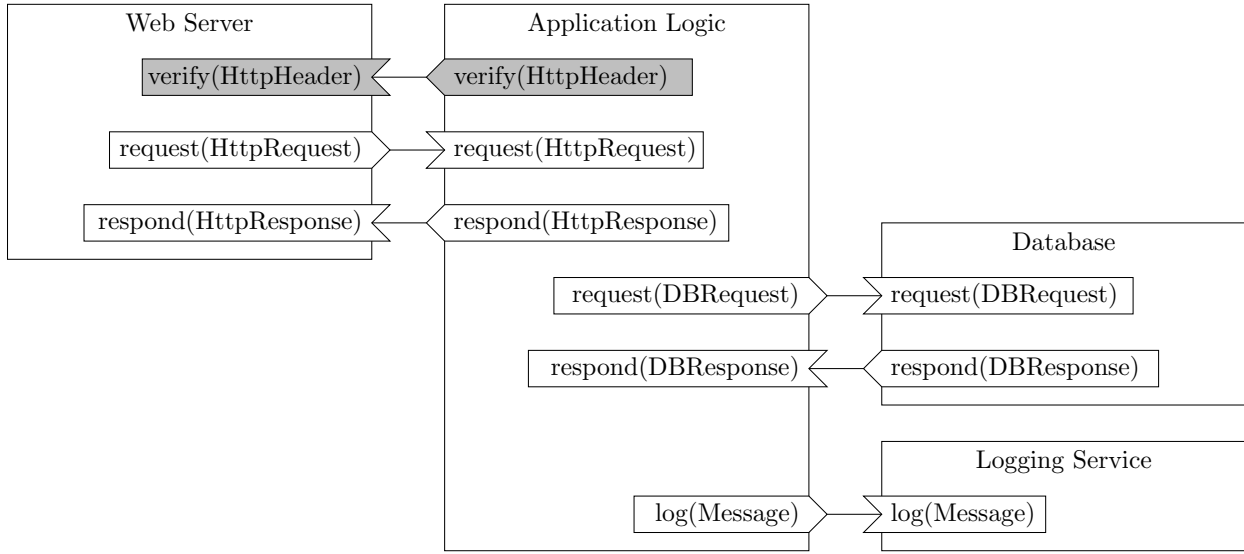 Web Server
Application Logic
verify(HttpHeader)
verify(HttpHeader)
request(HttpRequest)
request(HttpRequest)
respond(HttpResponse)
respond(HttpResponse)
Database
request(DBRequest)
request(DBRequest)
respond(DBResponse)
respond(DBResponse)
Logging Service
log(Message)
log(Message)